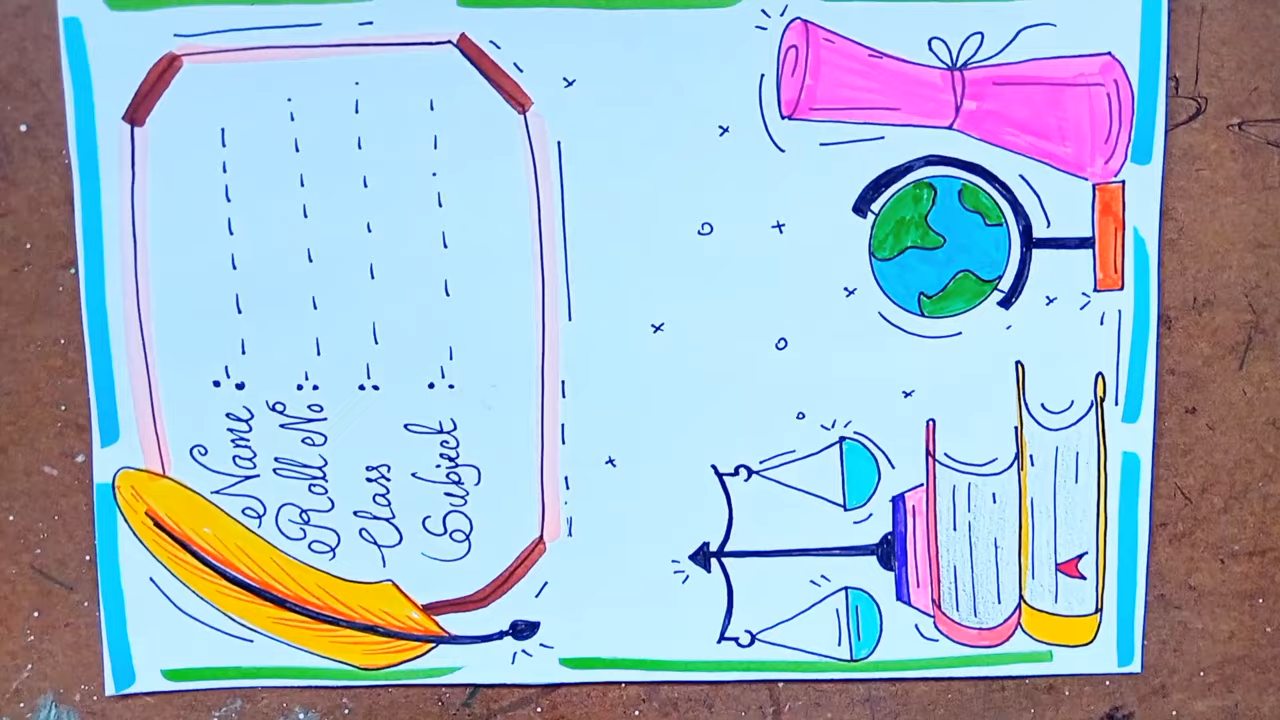 Name :-
Roll No :-
Class :-
Subject :-